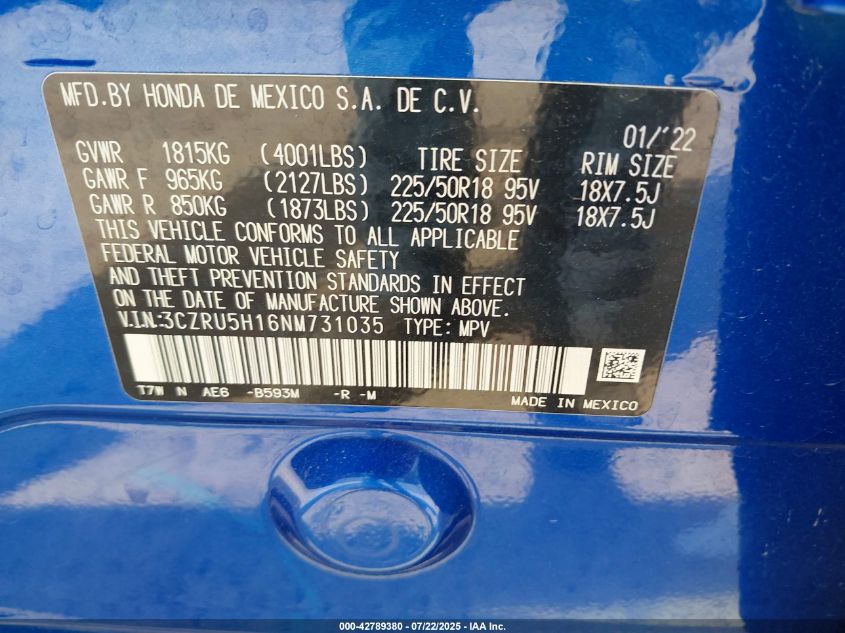 MFD.BY HONDA DE MEXICO S.A. DE C.V.
01/'22
GVWR 1815KG (4001LBS) TIRE SIZE RIM SIZE
GAWR F 965KG (2127LBS) 225/50R18 95V 18X7.5J
GAWR R 850KG (1873LBS) 225/50R18 95V 18X7.5J
THIS VEHICLE CONFORMS TO ALL APPLICABLE
FEDERAL MOTOR VEHICLE SAFETY
AND THEFT PREVENTION STANDARDS IN EFFECT
ON THE DATE OF MANUFACTURE SHOWN ABOVE.
V.I.N:3CZRU5H16NM731035 TYPE: MPV
T7W N AE6 -B593M -R -M
MADE IN MEXICO
000-42789380 - 07/22/2025 - IAA Inc.